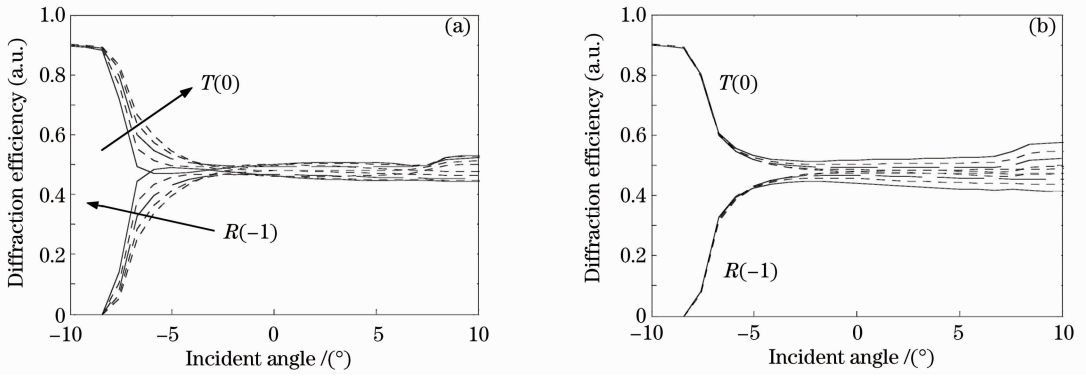 1.0
0.8
0.6
0.4
0.2
0
−10
−5
0
5
10
Diffraction efficiency (a.u.)
Incident angle /(°)
(a)
T(0)
R(−1)
1.0
0.8
0.6
0.4
0.2
0
−10
−5
0
5
10
Diffraction efficiency (a.u.)
Incident angle /(°)
(b)
T(0)
R(−1)